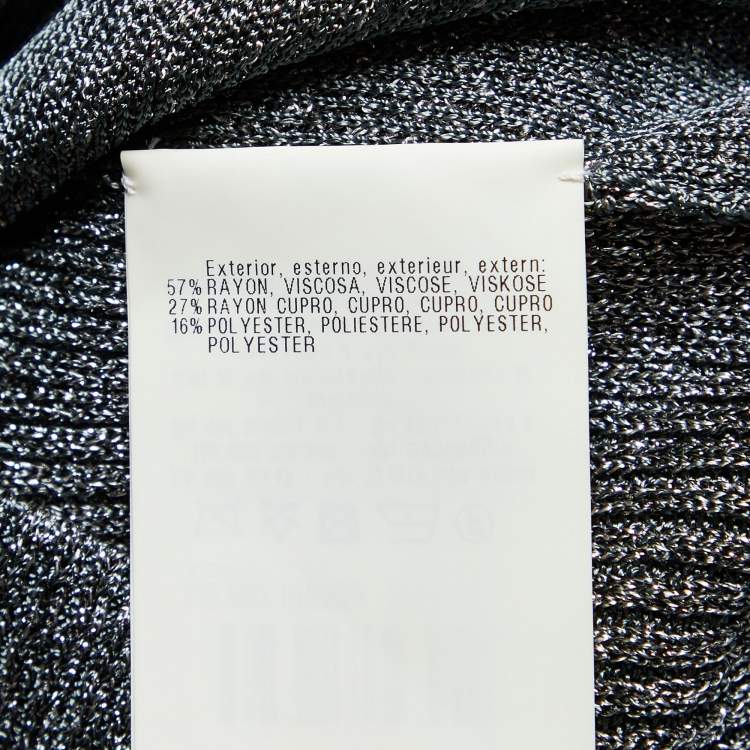 Exterior, esterno, exterieur, extern:
57% RAYON, VISCOSA, VISCOSE, VISKOSE
27% RAYON CUPRO, CUPRO, CUPRO, CUPRO
16% POLYESTER, POLIESTERE, POLYESTER,
POLYESTER